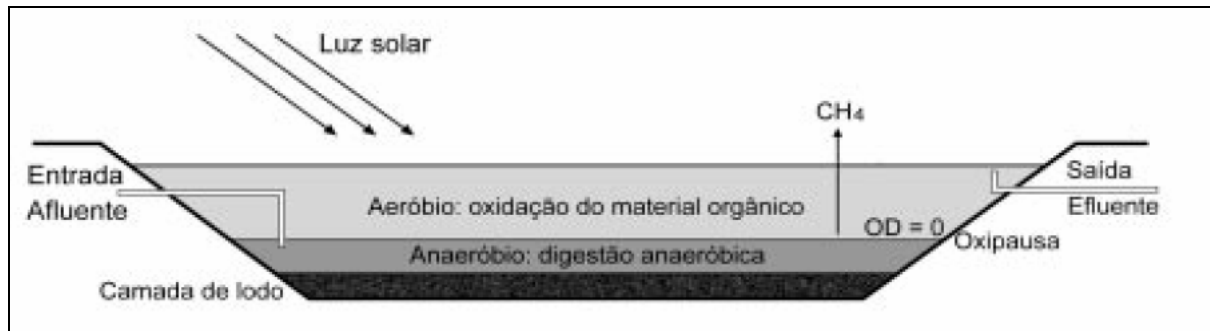 Luz solar
CH₄
Entrada
Afluente
Saída
Efluente
Aeróbio: oxidação do material orgânico
OD = 0
Oxipausa
Anaeróbio: digestão anaeróbica
Camada de lodo